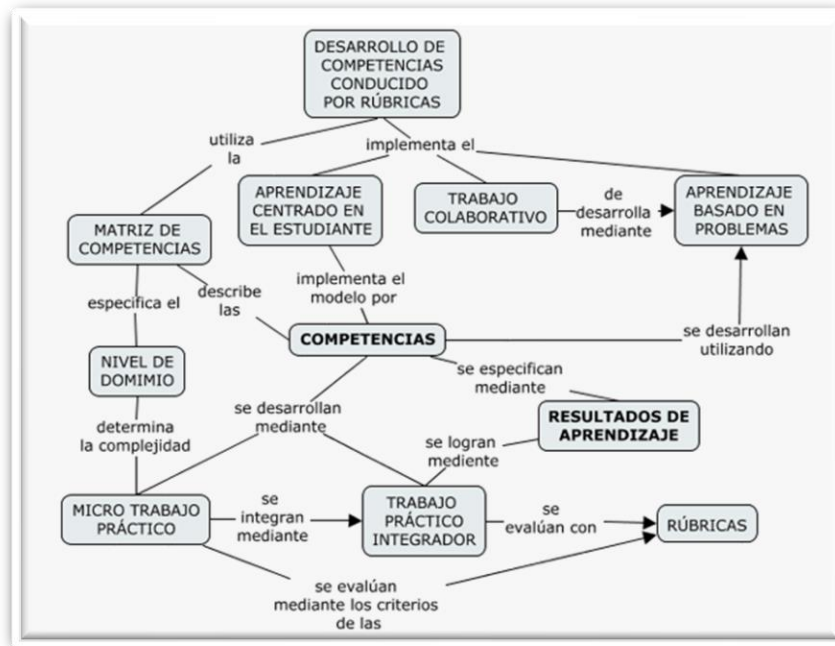 DESARROLLO DE
COMPETENCIAS
CONDUCIDO
POR RÚBRICAS
utiliza
la
implementa el
APRENDIZAJE
CENTRADO EN
EL ESTUDIANTE
TRABAJO
COLABORATIVO
de
desarrolla
mediante
APRENDIZAJE
BASADO EN
PROBLEMAS
MATRIZ DE
COMPETENCIAS
especifica el
describe
las
implementa el
modelo por
COMPETENCIAS
se desarrollan
utilizando
NIVEL DE
DOMIMIO
se especifican
mediante
determina
la complejidad
se desarrollan
mediante
RESULTADOS DE
APRENDIZAJE
se logran
mediente
MICRO TRABAJO
PRÁCTICO
se
integran
mediante
TRABAJO
PRÁCTICO
INTEGRADOR
se
evalúan con
RÚBRICAS
se evalúan
mediante los criterios
de las